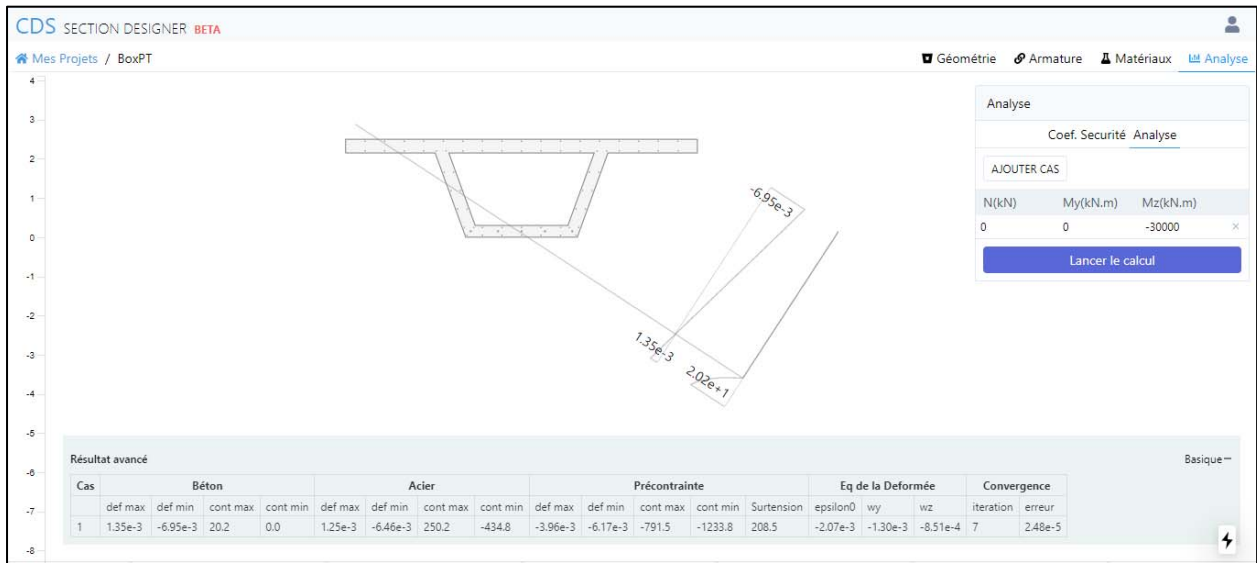 CDS SECTION DESIGNER BETA
Mes Projets / BoxPT
Géométrie Armature Matériaux Analyse
4
3
2
1
0
-1
-2
-3
-4
-5
-6
-7
-8
-6.95e-3
1.35e-3
2.02e+1
Analyse
Coef. Securité Analyse
AJOUTER CAS
N(kN) My(kN.m) Mz(kN.m)
0 0 -30000 ×
Lancer le calcul
Résultat avancé Basique
Cas Béton Acier Précontrainte Eq de la Deformée Convergence
def max def min cont max cont min def max def min cont max cont min def max def min cont max cont min Surtension epsilon0 wy wz iteration erreur
1 1.35e-3 -6.95e-3 20.2 0.0 1.25e-3 -6.46e-3 250.2 -434.8 -3.96e-3 -6.17e-3 -791.5 -1233.8 208.5 -2.07e-3 -1.30e-3 -8.51e-4 7 2.48e-5